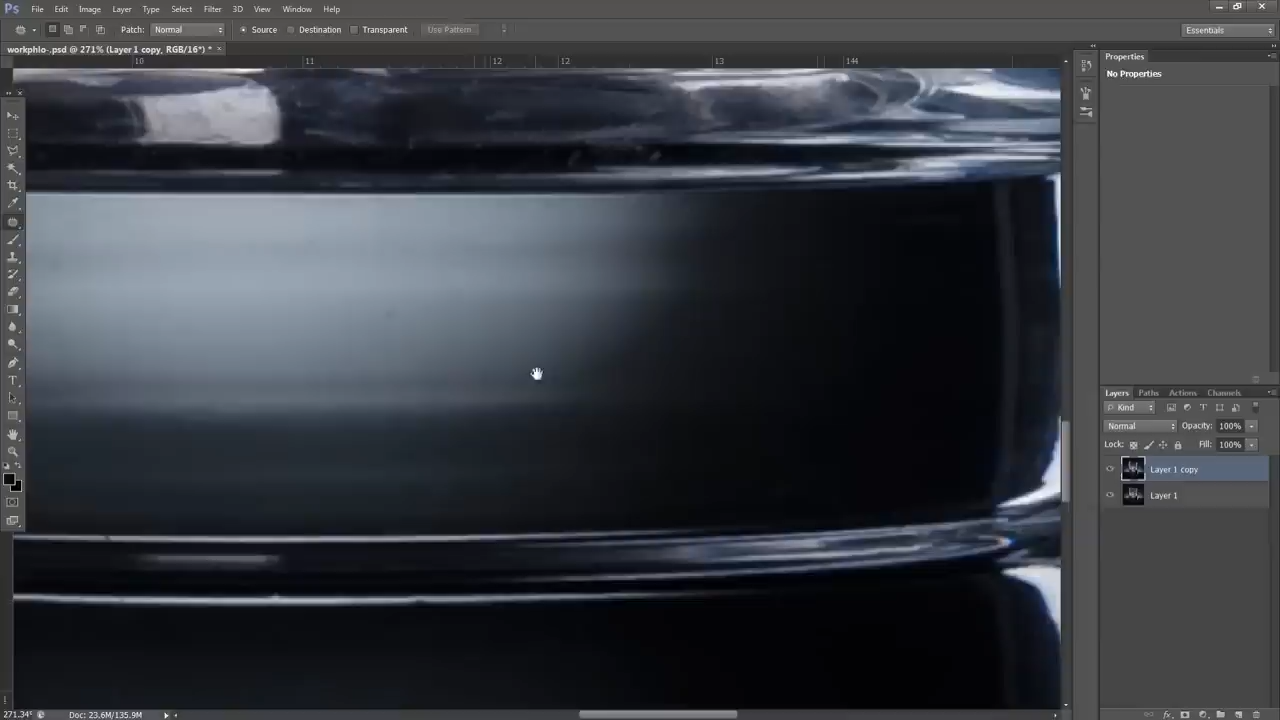 Ps File Edit Image Layer Type Select Filter 3D View Window Help
Patch: Normal Source Destination Transparent Use Pattern Essentials
workphlo-.psd @ 271% (Layer 1 copy, RGB/16*) * ×
10 11 12 12 13 144
Properties
No Properties
Layers Paths Actions Channels
Kind
Normal Opacity: 100%
Lock: Fill: 100%
Layer 1 copy
Layer 1
271.34% Doc: 23.6M/135.9M